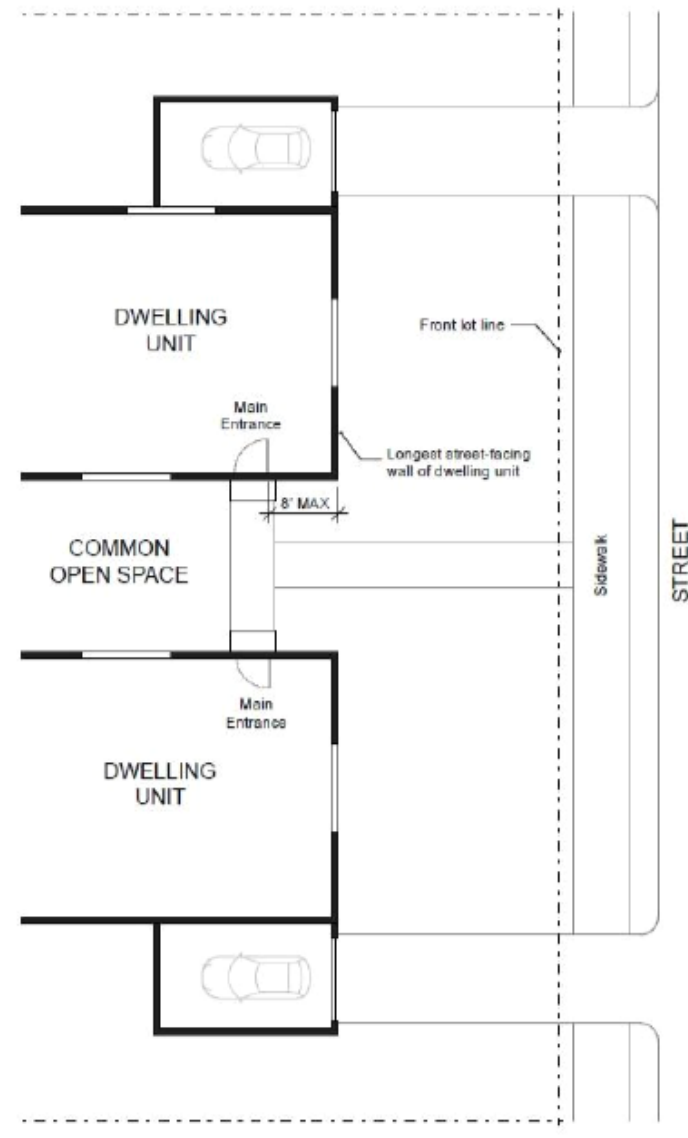 DWELLING
UNIT
Front lot line
Main
Entrance
Longest street-facing
wall of dwelling unit
8' MAX
COMMON
OPEN SPACE
Sidewalk
STREET
Main
Entrance
DWELLING
UNIT